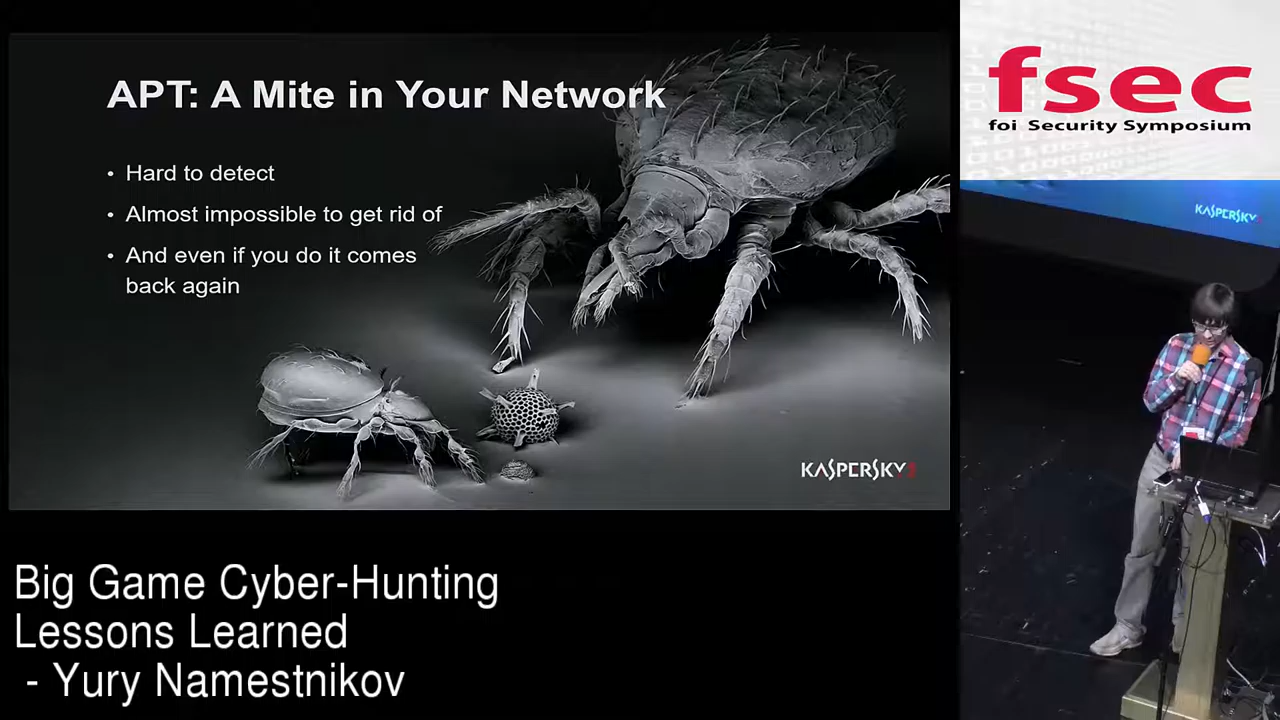 APT: A Mite in Your Network
• Hard to detect
• Almost impossible to get rid of
• And even if you do it comes
back again
KASPERSKY
fsec
foi Security Symposium
KASPERSKY
Big Game Cyber-Hunting
Lessons Learned
- Yury Namestnikov